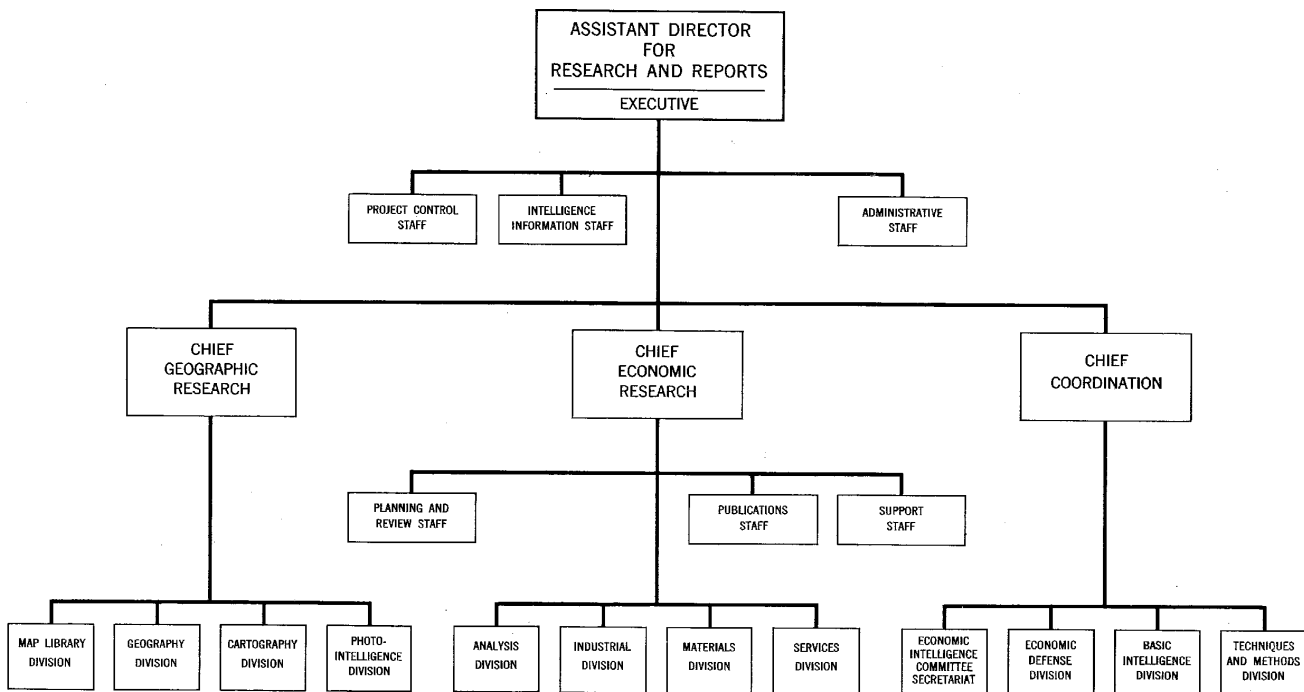 ASSISTANT DIRECTOR
FOR
RESEARCH AND REPORTS
EXECUTIVE
PROJECT CONTROL
STAFF
INTELLIGENCE
INFORMATION STAFF
ADMINISTRATIVE
STAFF
CHIEF
GEOGRAPHIC
RESEARCH
CHIEF
ECONOMIC
RESEARCH
CHIEF
COORDINATION
PLANNING AND
REVIEW STAFF
PUBLICATIONS
STAFF
SUPPORT
STAFF
MAP LIBRARY
DIVISION
GEOGRAPHY
DIVISION
CARTOGRAPHY
DIVISION
PHOTO-
INTELLIGENCE
DIVISION
ANALYSIS
DIVISION
INDUSTRIAL
DIVISION
MATERIALS
DIVISION
SERVICES
DIVISION
ECONOMIC
INTELLIGENCE
COMMITTEE
SECRETARIAT
ECONOMIC
DEFENSE
DIVISION
BASIC
INTELLIGENCE
DIVISION
TECHNIQUES
AND METHODS
DIVISION